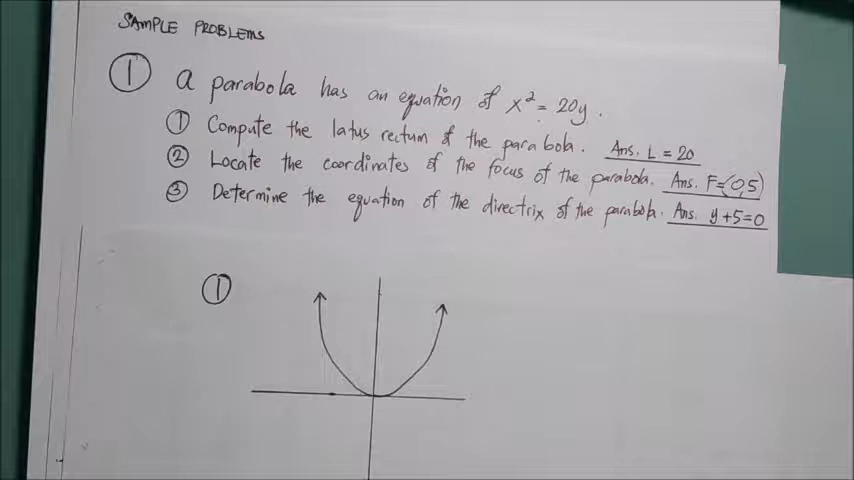 SAMPLE PROBLEMS
① A parabola has an equation of x² = 20y.
① Compute the latus rectum of the parabola. Ans. L = 20
② Locate the coordinates of the focus of the parabola. Ans. F=(0,5)
③ Determine the equation of the directrix of the parabola. Ans. y+5=0
①